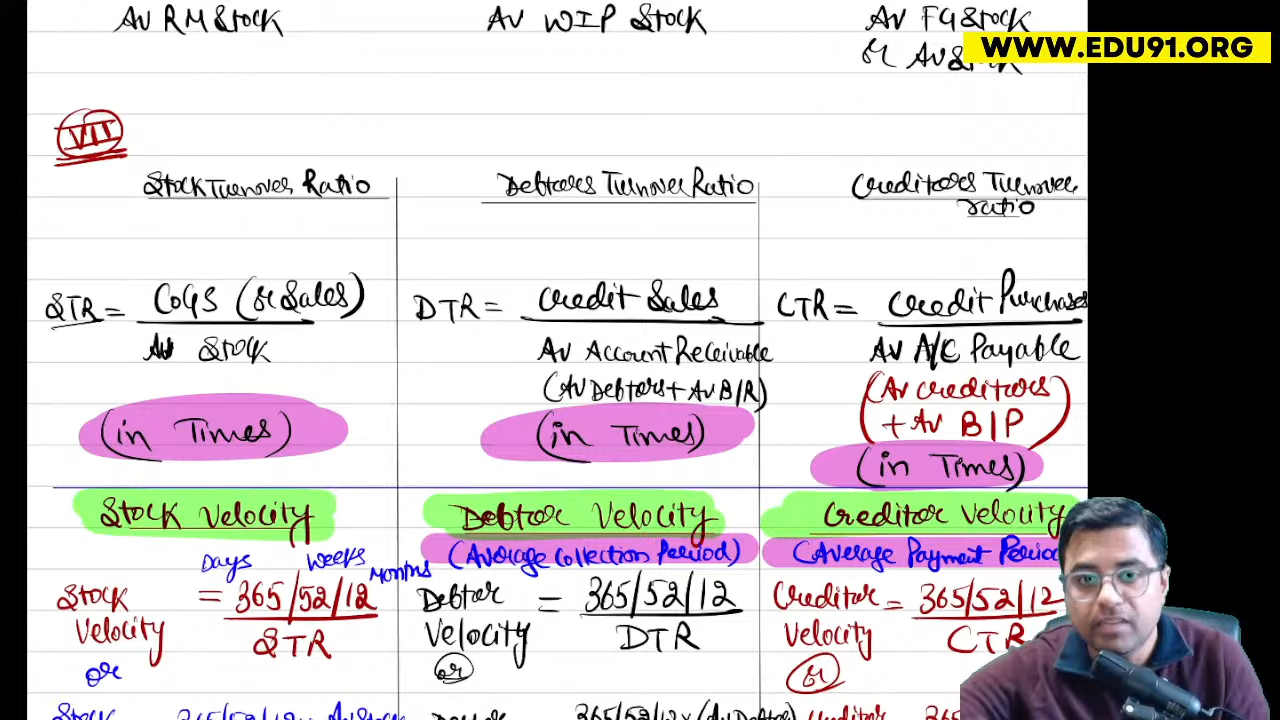 Av RM Stock
Av WIP Stock
Av FG Stock
or Av Stock
WWW.EDU91.ORG
VII
Stock Turnover Ratio
Debtors Turnover Ratio
Creditors Turnover
ratio
STR = COGS (or Sales)
Av Stock
(in Times)
DTR = Credit Sales
Av Account Receivable
(Av Debtors + Av B/R)
(in Times)
CTR = Credit Purchases
Av A/C Payable
(Av creditors
+ Av B/P)
(in Times)
Stock Velocity
Days Weeks Months
Stock Velocity = 365/52/12
STR
or
Debtor Velocity
(Average Collection Period)
Debtor Velocity = 365/52/12
DTR
or
Creditor Velocity
(Average Payment Period
Creditor Velocity = 365/52/12
CTR
or